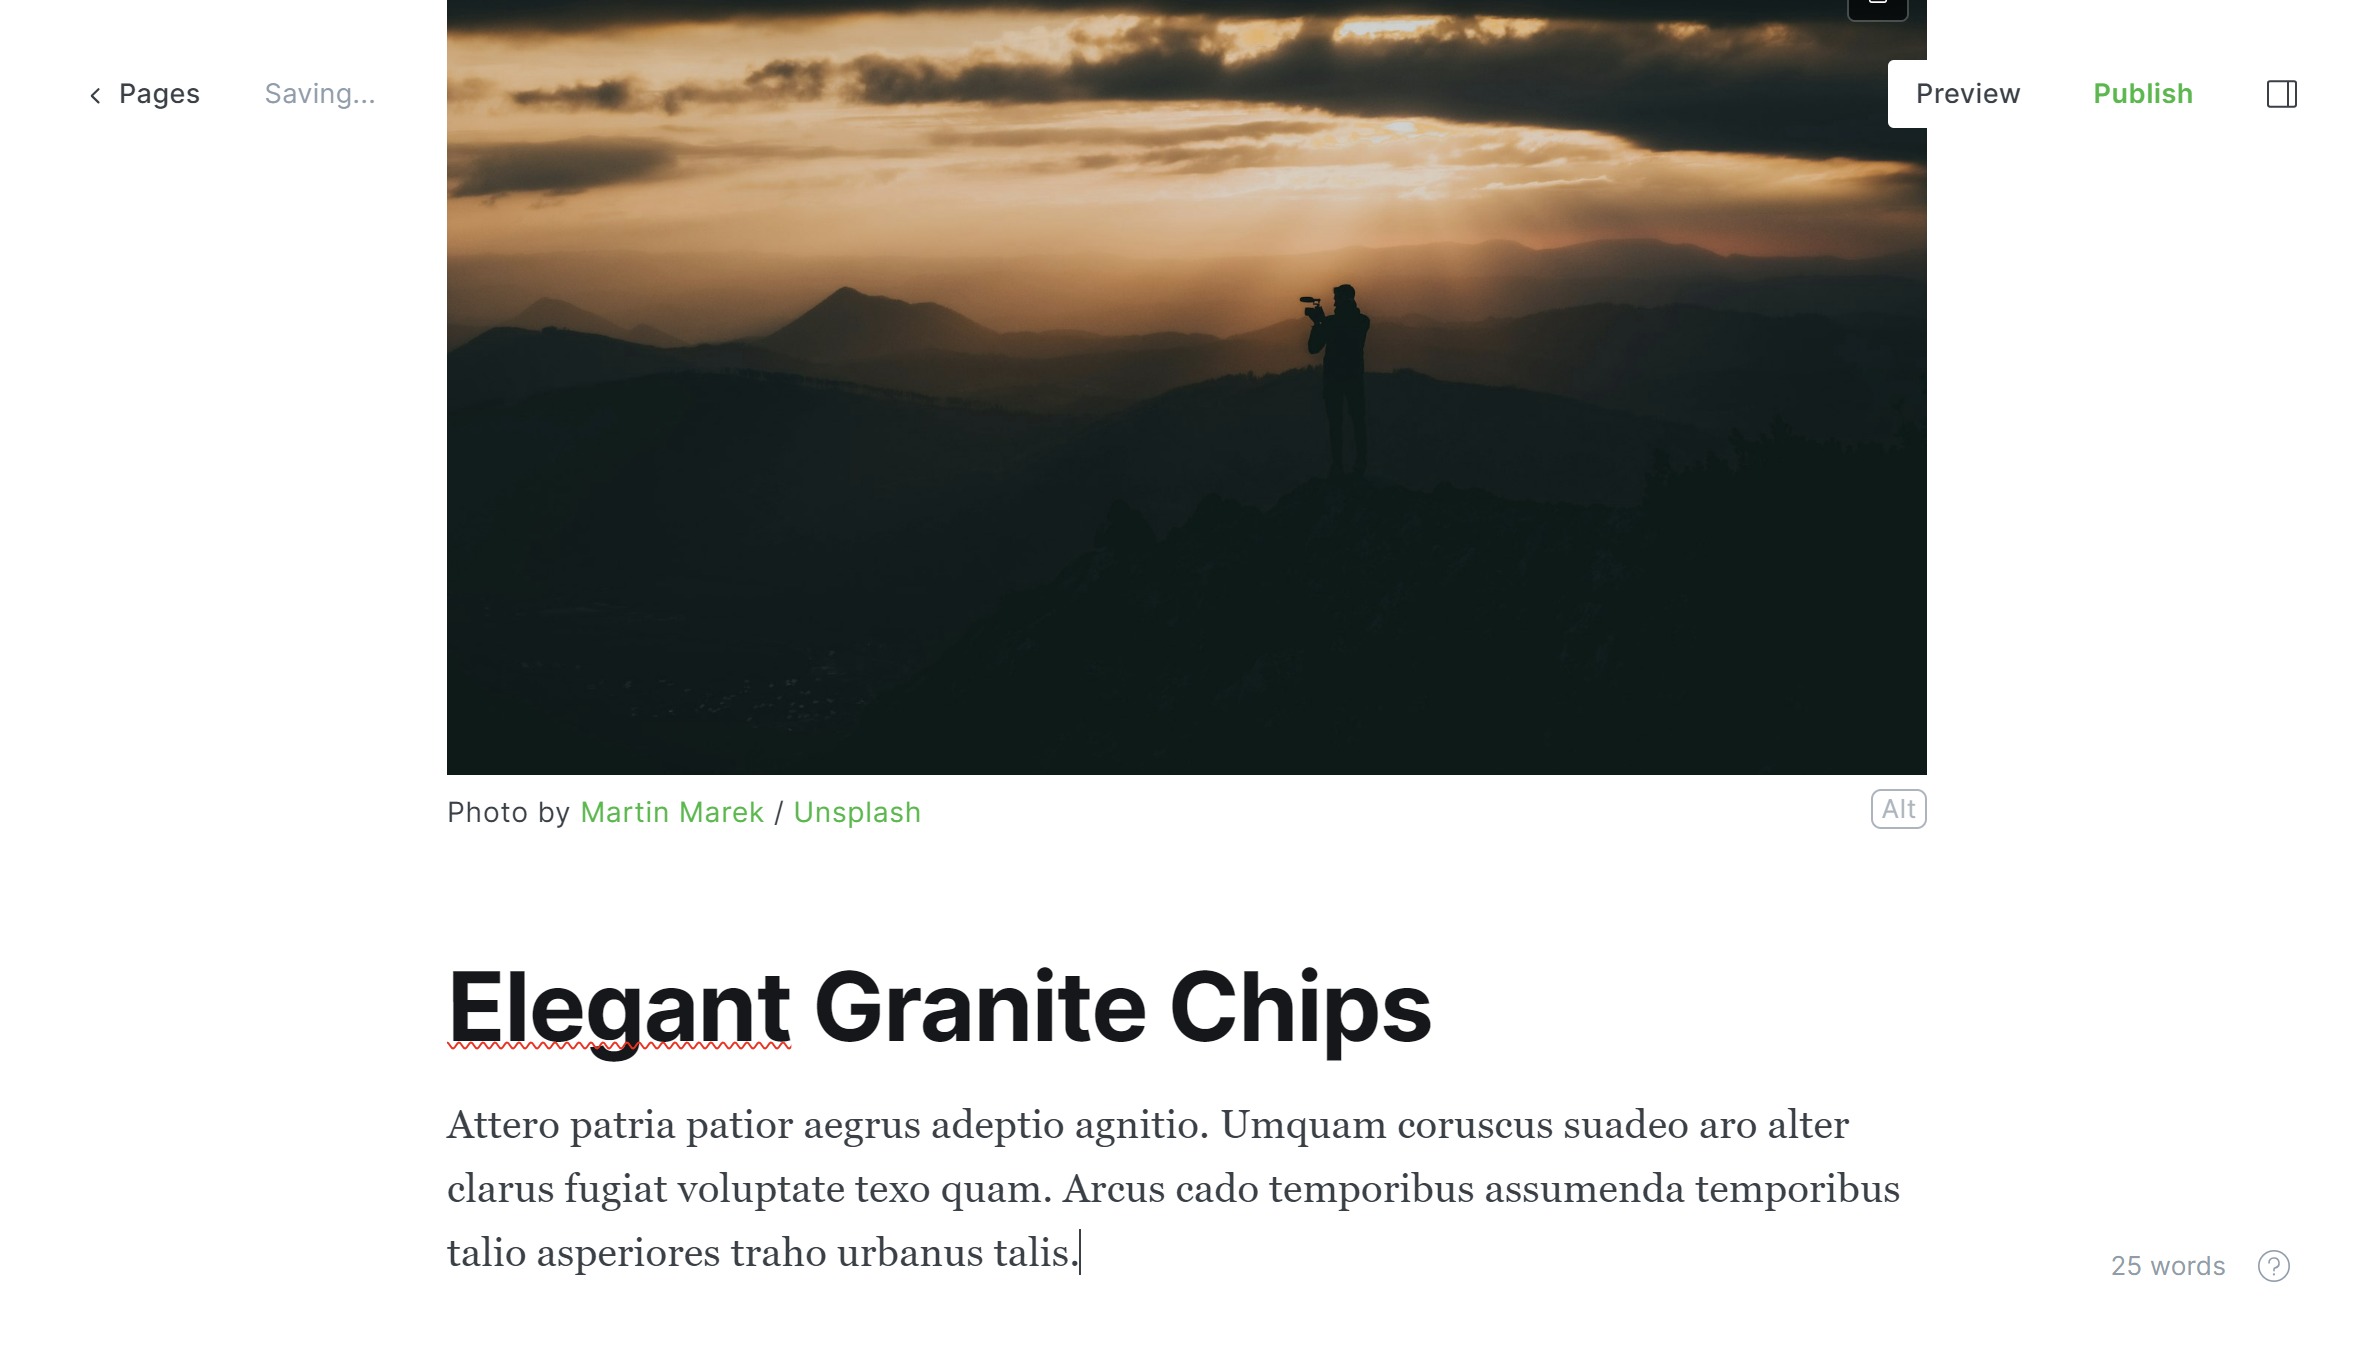 Pages
Saving...
Preview
Publish
Photo by Martin Marek / Unsplash
Alt
Elegant Granite Chips
Attero patria patior aegrus adeptio agnitio. Umquam coruscus suadeo aro alter
clarus fugiat voluptate texo quam. Arcus cado temporibus assumenda temporibus
talio asperiores traho urbanus talis.
25 words
?